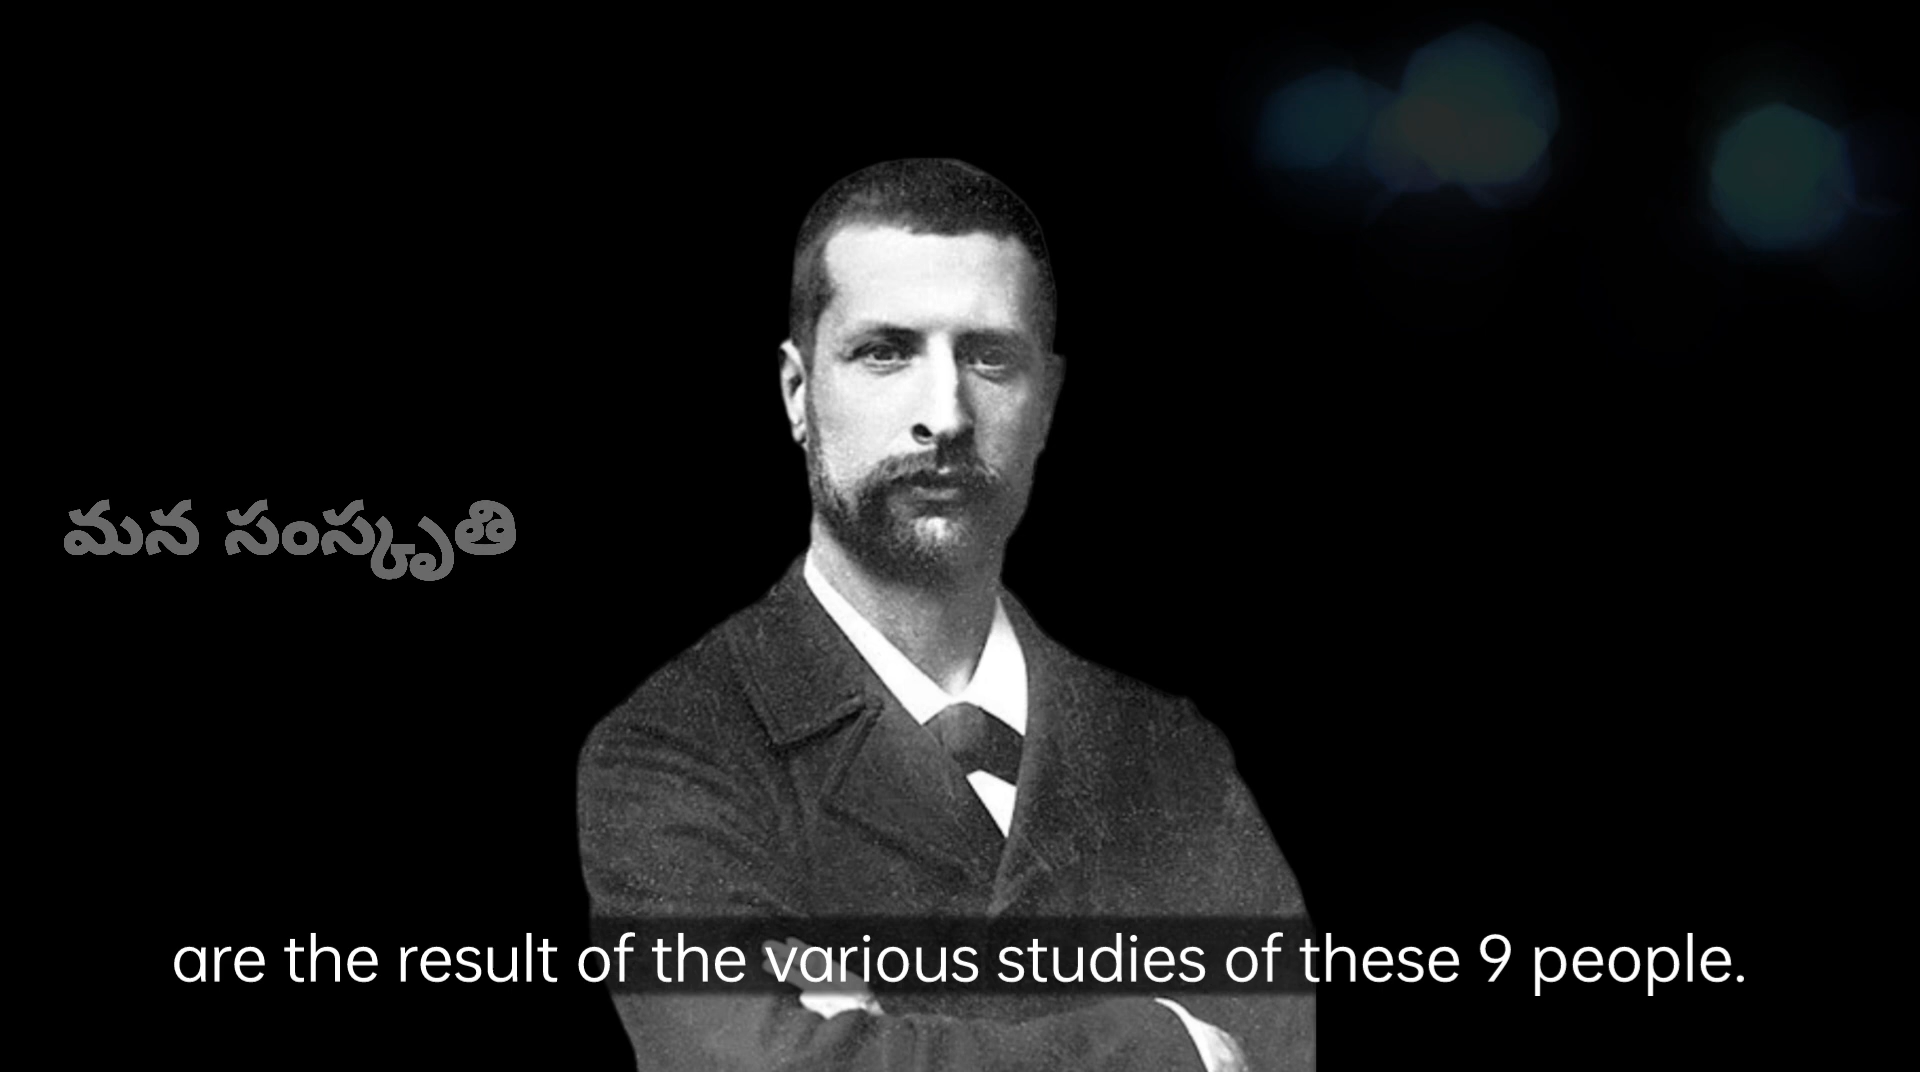 మన సంస్కృతి
are the result of the various studies of these 9 people.